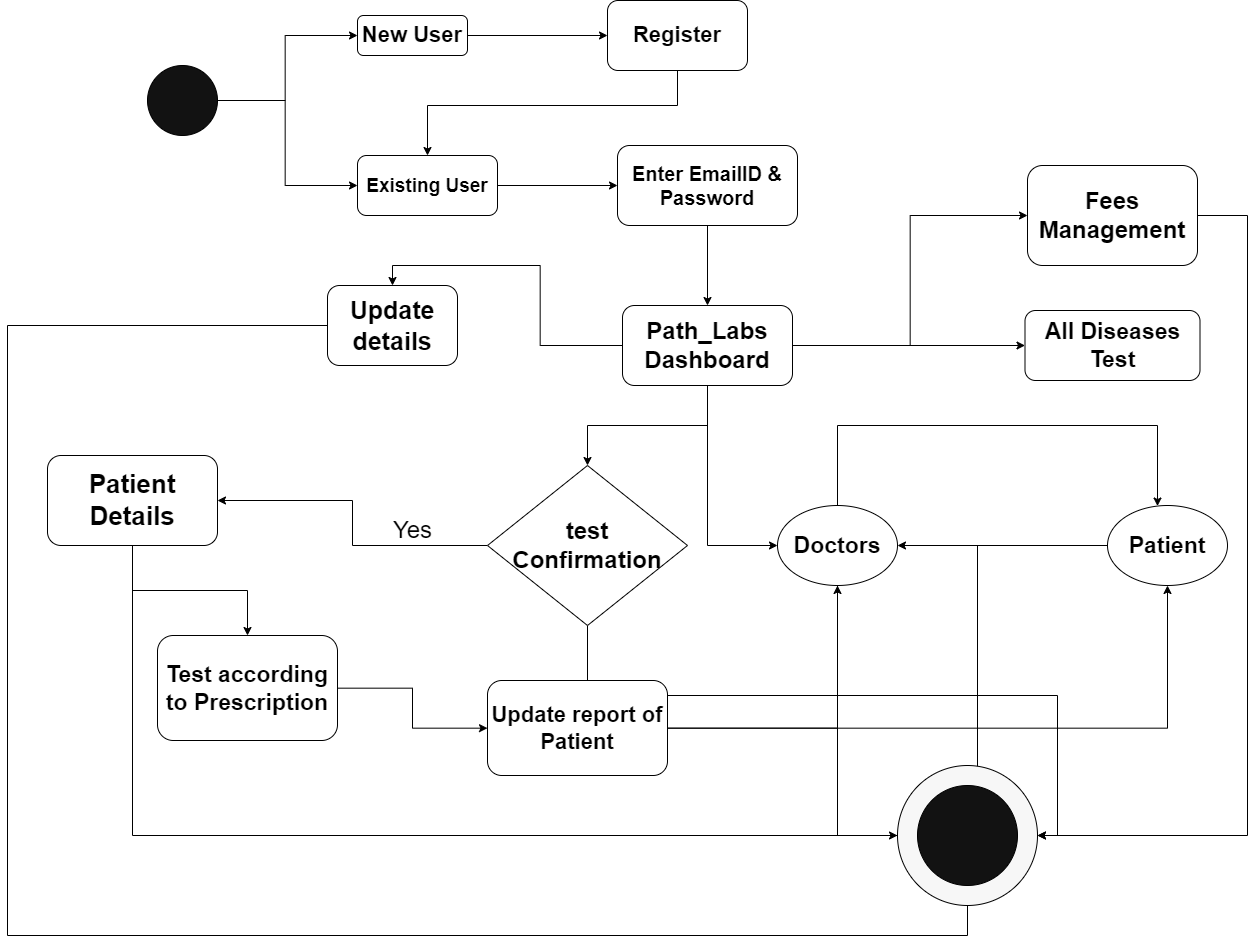 New User
Register
Existing User
Enter EmailID &
Password
Fees
Management
Update
details
Path_Labs
Dashboard
All Diseases
Test
Patient
Details
Yes
test
Confirmation
Doctors
Patient
Test according
to Prescription
Update report of
Patient